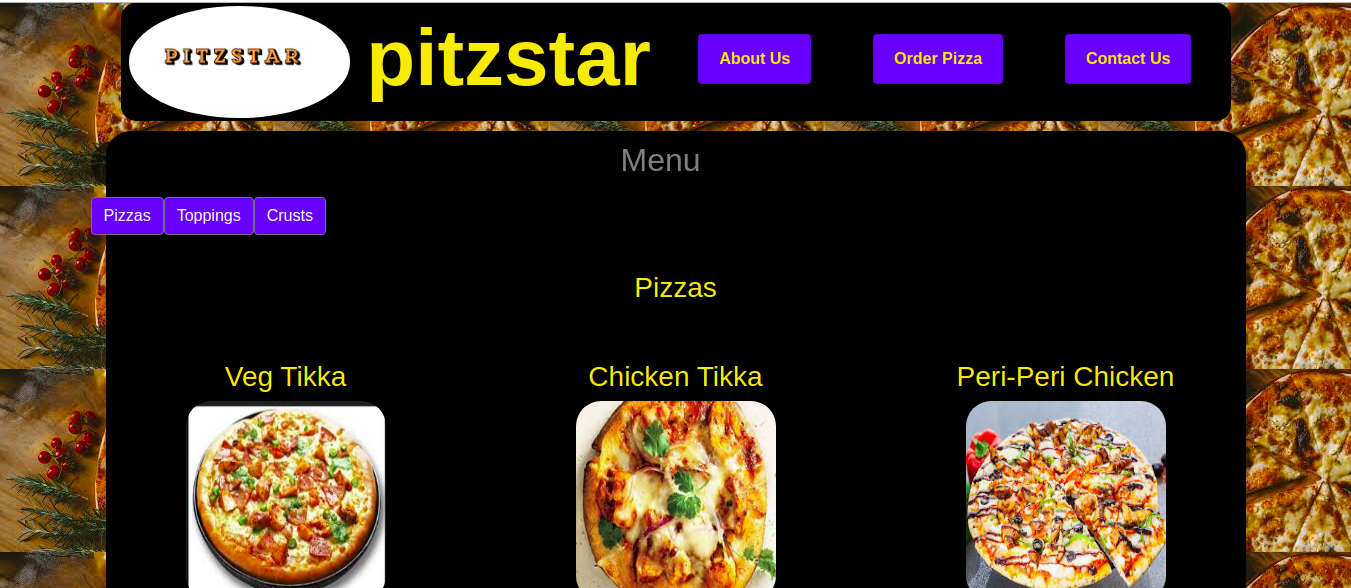 PITZSTAR
pitzstar
About Us
Order Pizza
Contact Us
Menu
Pizzas
Toppings
Crusts
Pizzas
Veg Tikka
Chicken Tikka
Peri-Peri Chicken